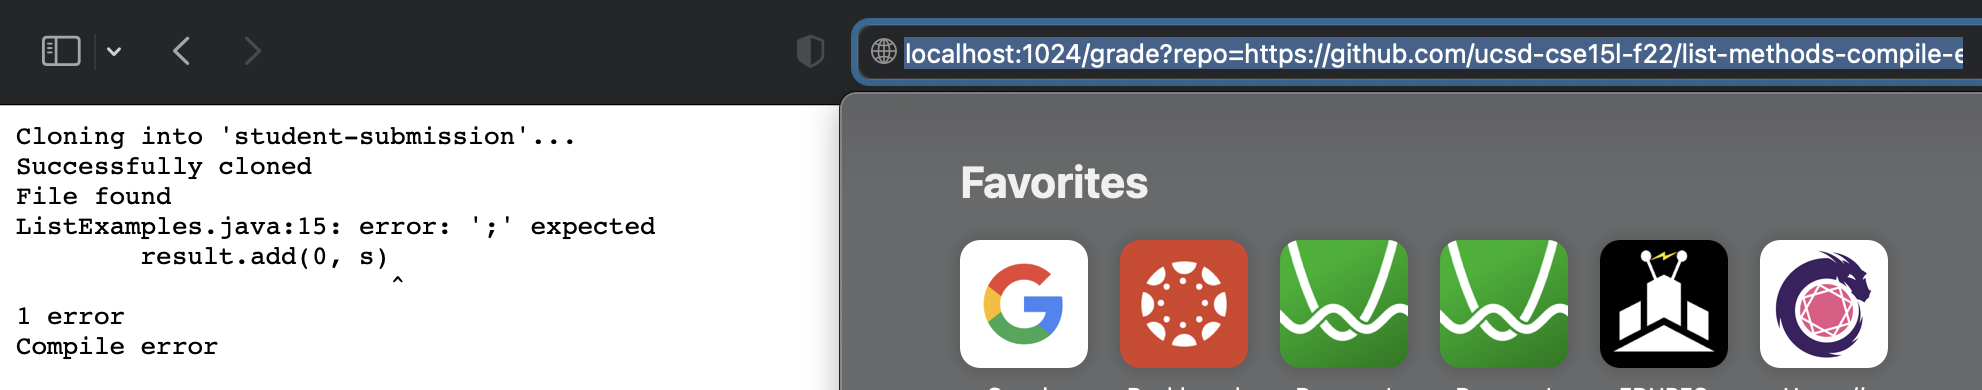 localhost:1024/grade?repo=https://github.com/ucsd-cse15l-f22/list-methods-compile-e
Cloning into 'student-submission'...
Successfully cloned
File found
ListExamples.java:15: error: ';' expected
result.add(0, s)
^
1 error
Compile error
Favorites